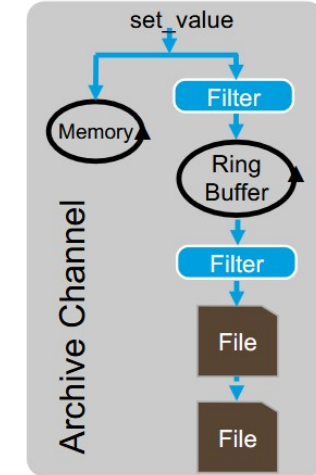 set_value
Filter
Memory
Ring
Buffer
Filter
Archive Channel
File
File